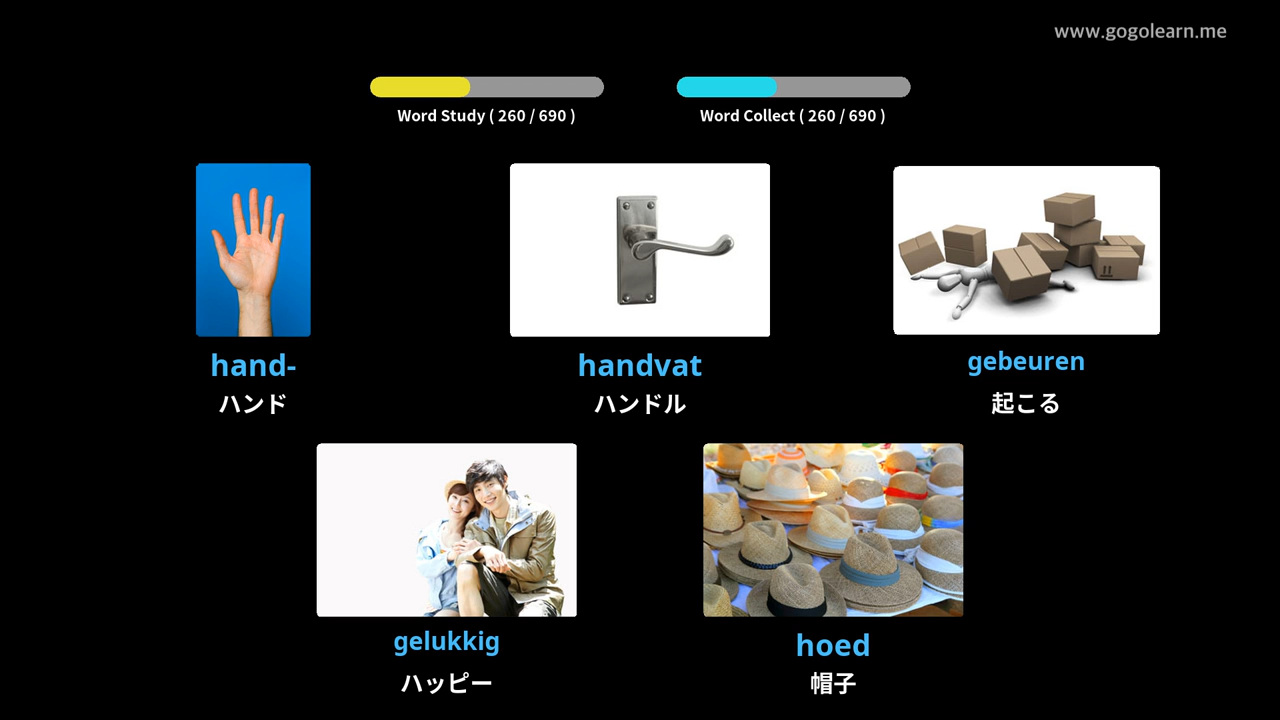 www.gogolearn.me
Word Study ( 260 / 690 )
Word Collect ( 260 / 690 )
hand-
ハンド
handvat
ハンドル
gebeuren
起こる
gelukkig
ハッピー
hoed
帽子